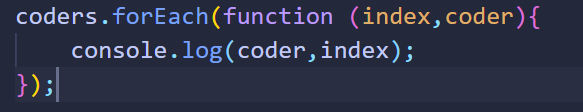 coders.forEach(function (index,coder){
    console.log(coder,index);
});